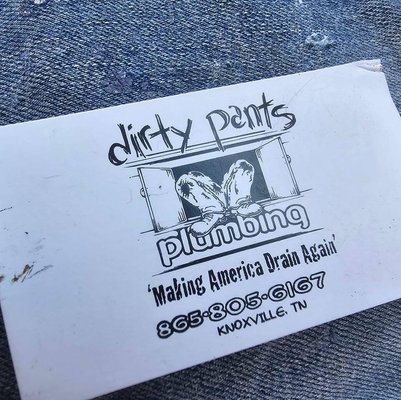 dirty pants
plumbing
'Making America Drain Again'
865-805-6167
KNOXVILLE, TN